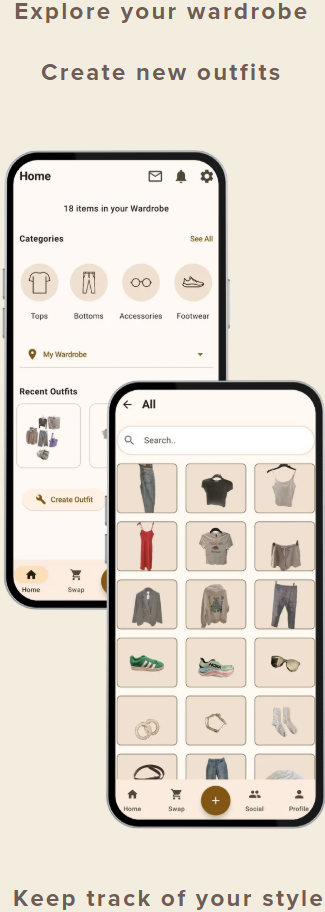 Explore your wardrobe
Create new outfits
Home
18 items in your Wardrobe
Categories See All
Tops Bottoms Accessories Footwear
My Wardrobe
Recent Outfits
Create Outfit
Home Swap
All
Search..
Home Swap + Social Profile
Keep track of your style